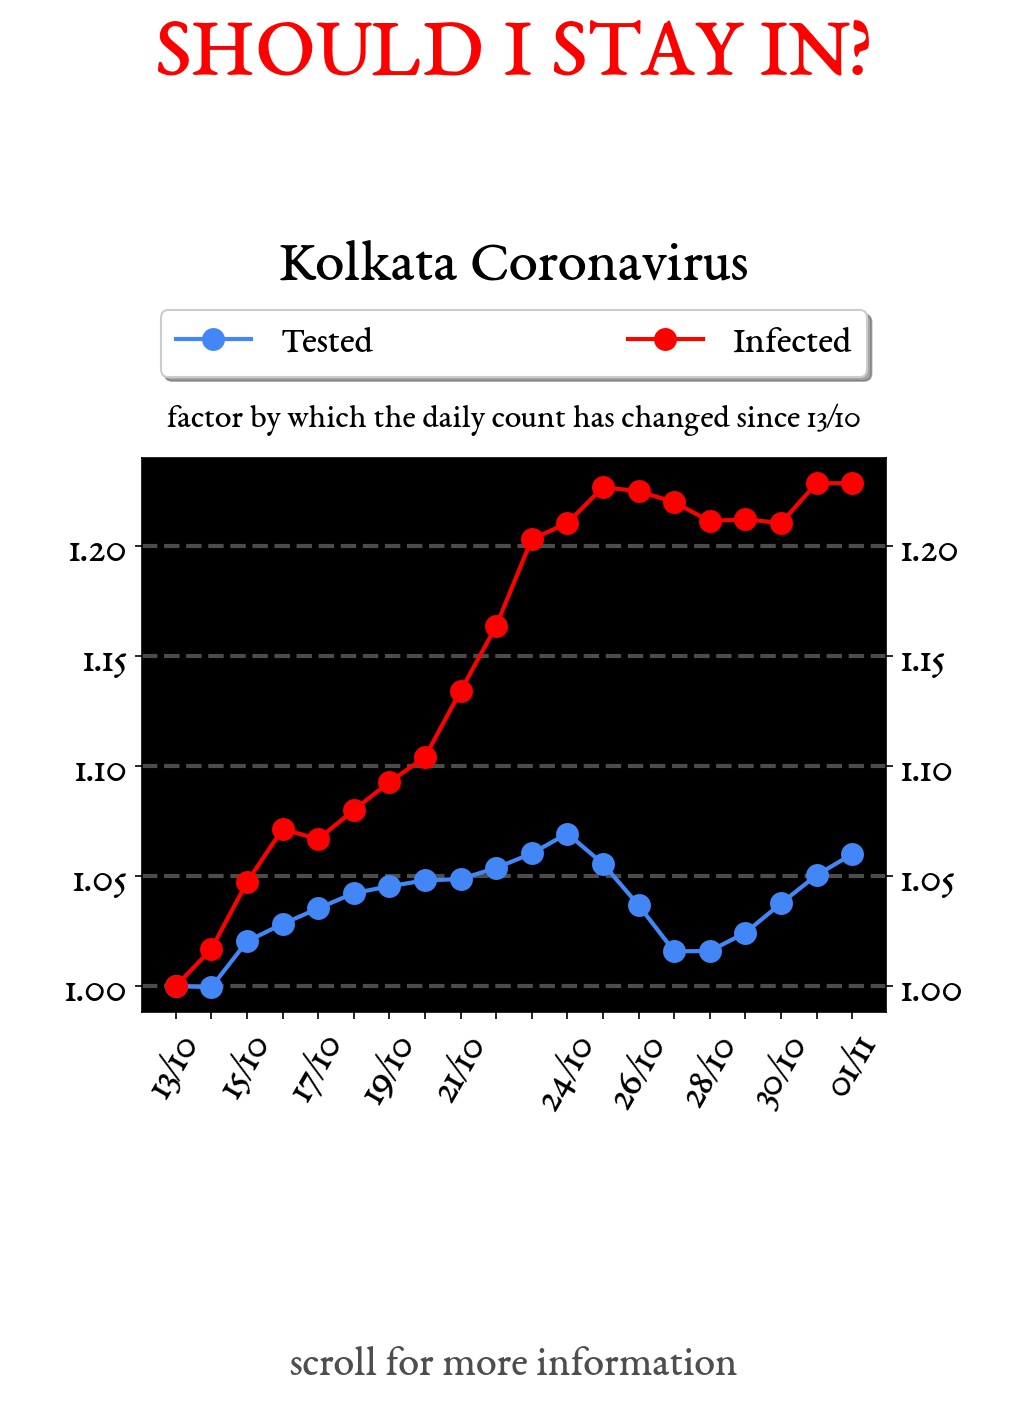 SHOULD I STAY IN?
Kolkata Coronavirus
Tested Infected
factor by which the daily count has changed since 13/10
1.20 1.20
1.15 1.15
1.10 1.10
1.05 1.05
1.00 1.00
13/10 15/10 17/10 19/10 21/10 24/10 26/10 28/10 30/10 01/11
scroll for more information